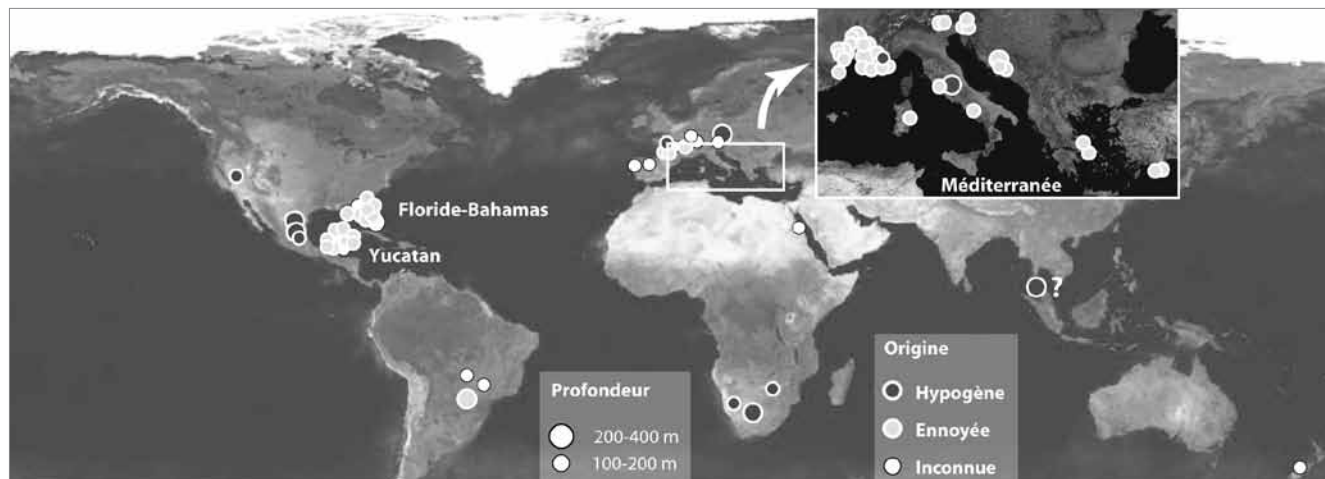 Méditerranée
Floride-Bahamas
Yucatan
?
Profondeur
200-400 m
100-200 m
Origine
Hypogène
Ennoyée
Inconnue